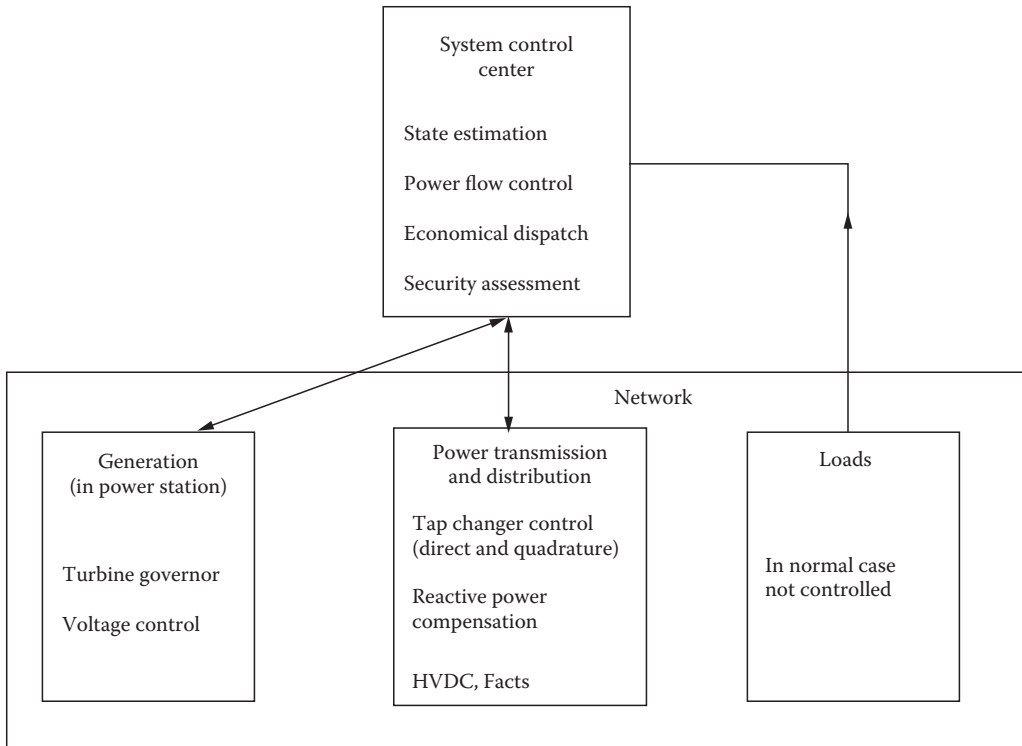 System control
center
State estimation
Power flow control
Economical dispatch
Security assessment
Network
Generation
(in power station)
Turbine governor
Voltage control
Power transmission
and distribution
Tap changer control
(direct and quadrature)
Reactive power
compensation
HVDC, Facts
Loads
In normal case
not controlled